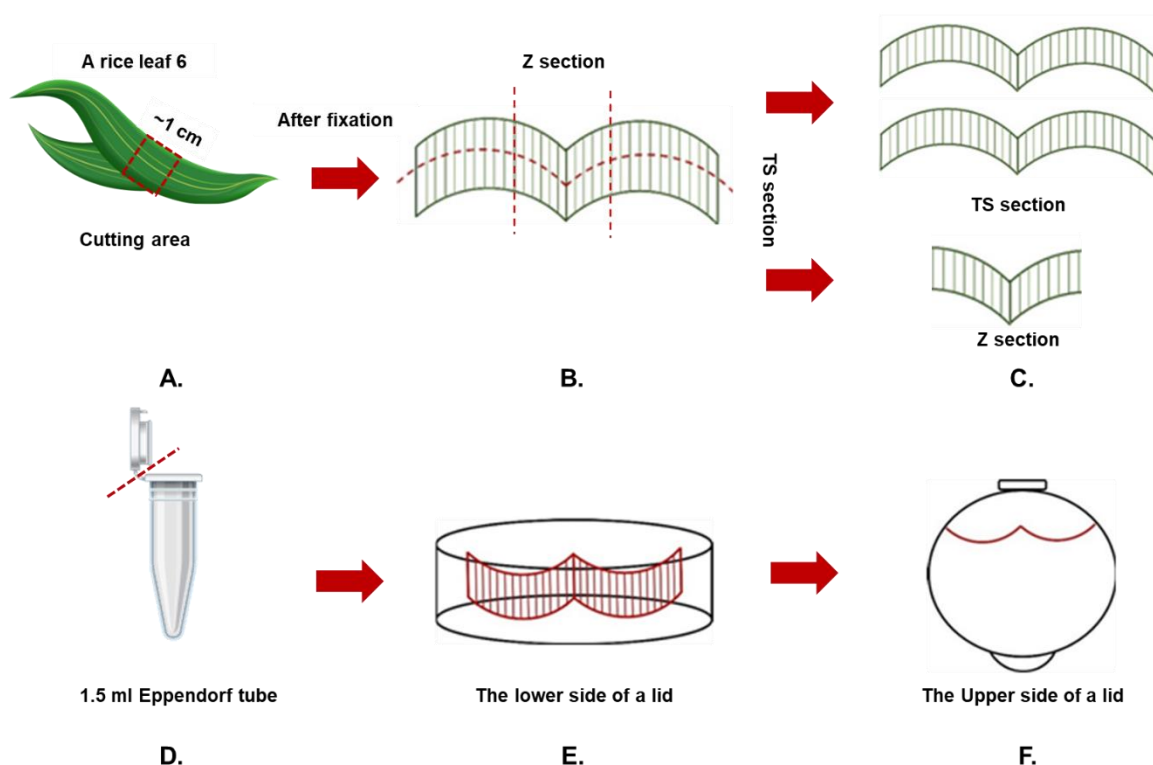 A rice leaf 6
~1 cm
Cutting area
After fixation
Z section
TS section
TS section
Z section
A.
B.
C.
1.5 ml Eppendorf tube
The lower side of a lid
The Upper side of a lid
D.
E.
F.